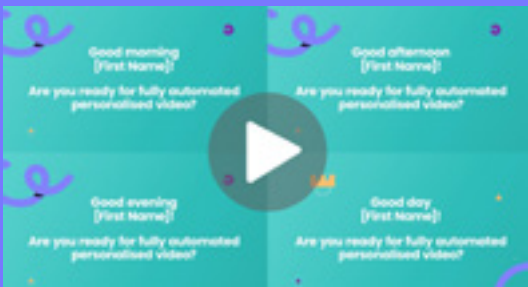 Good morning
[First Name]!
Are you ready for fully automated
personalised video?
Good afternoon
[First Name]!
Are you ready for fully automated
personalised video?
Good evening
[First Name]!
Are you ready for fully automated
personalised video?
Good day
[First Name]!
Are you ready for fully automated
personalised video?